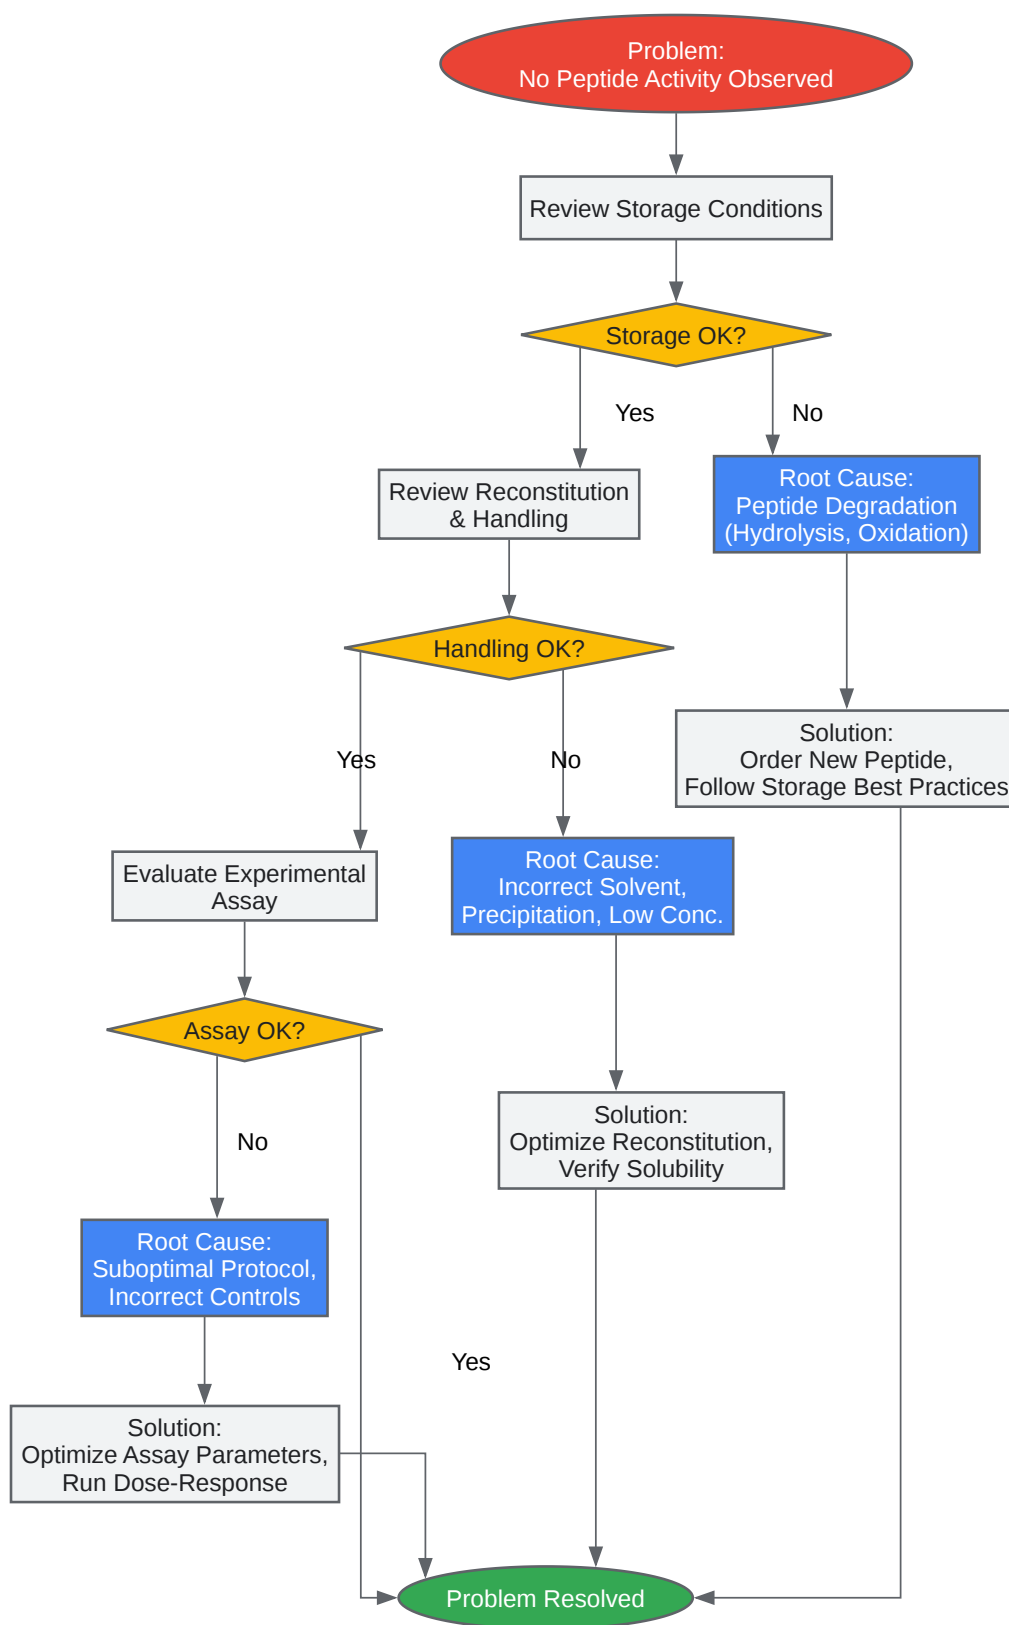 Problem:
No Peptide Activity Observed
Review Storage Conditions
Storage OK?
Yes
No
Review Reconstitution
& Handling
Root Cause:
Peptide Degradation
(Hydrolysis, Oxidation)
Handling OK?
Yes
No
Solution:
Order New Peptide,
Follow Storage Best Practices
Evaluate Experimental
Assay
Root Cause:
Incorrect Solvent,
Precipitation, Low Conc.
Assay OK?
No
Solution:
Optimize Reconstitution,
Verify Solubility
Root Cause:
Suboptimal Protocol,
Incorrect Controls
Yes
Solution:
Optimize Assay Parameters,
Run Dose-Response
Problem Resolved